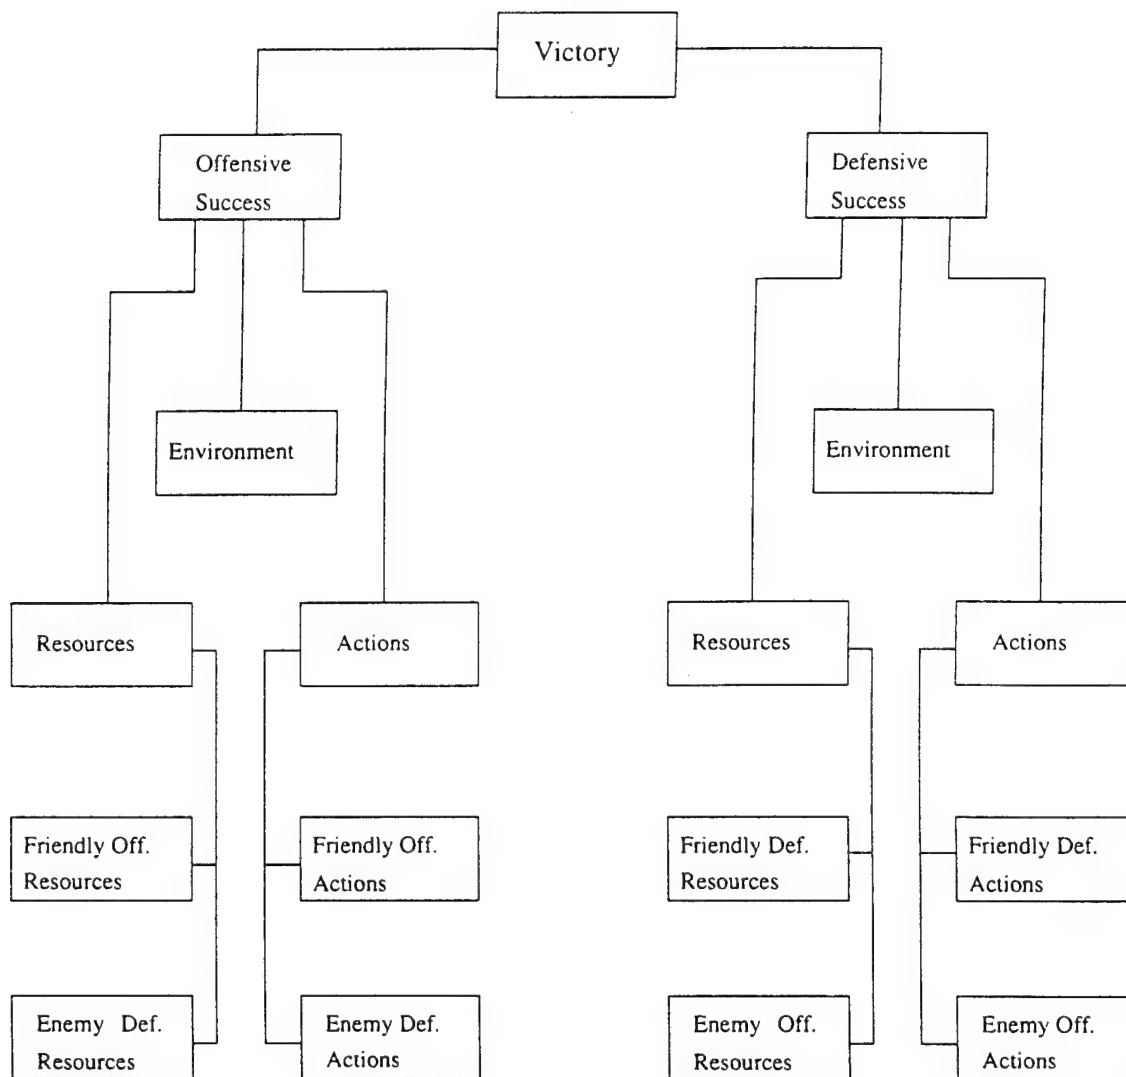 Victory
Offensive
Success
Defensive
Success
Environment
Environment
Resources
Actions
Resources
Actions
Friendly Off.
Resources
Friendly Off.
Actions
Friendly Def.
Resources
Friendly Def.
Actions
Enemy Def.
Resources
Enemy Def.
Actions
Enemy Off.
Resources
Enemy Off.
Actions